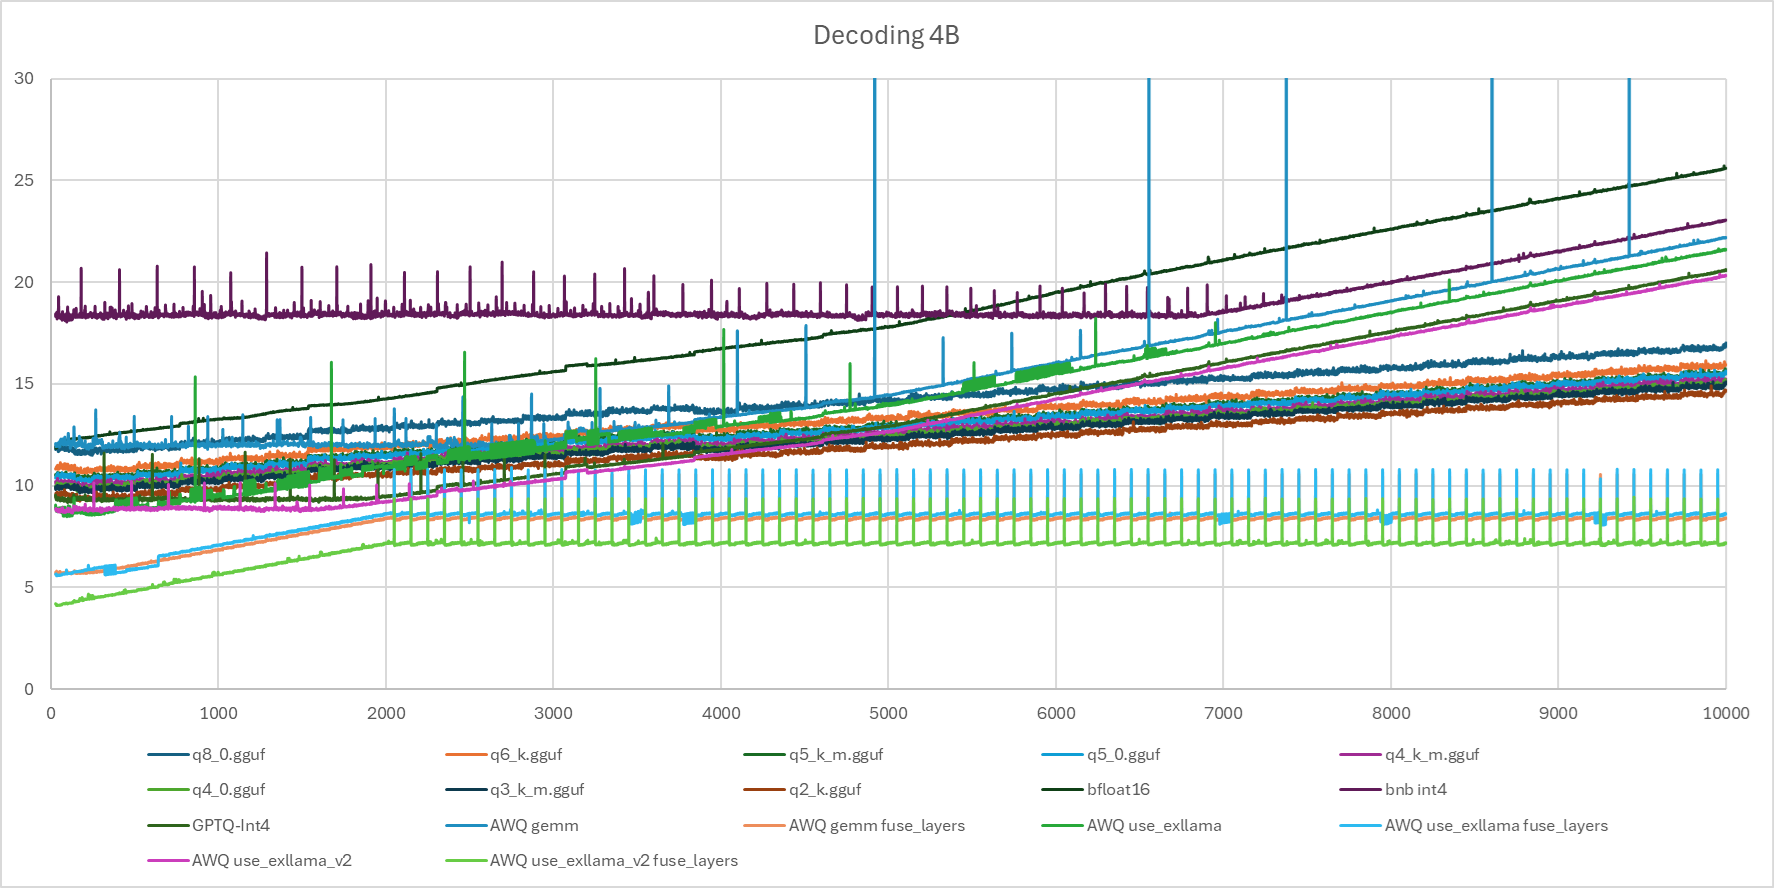 Decoding 4B
30
25
20
15
10
5
0
0 1000 2000 3000 4000 5000 6000 7000 8000 9000 10000
q8_0.gguf q6_k.gguf q5_k_m.gguf q5_0.gguf q4_k_m.gguf
q4_0.gguf q3_k_m.gguf q2_k.gguf bfloat16 bnb int4
GPTQ-Int4 AWQ gemm AWQ gemm fuse_layers AWQ use_exllama AWQ use_exllama fuse_layers
AWQ use_exllama_v2 AWQ use_exllama_v2 fuse_layers